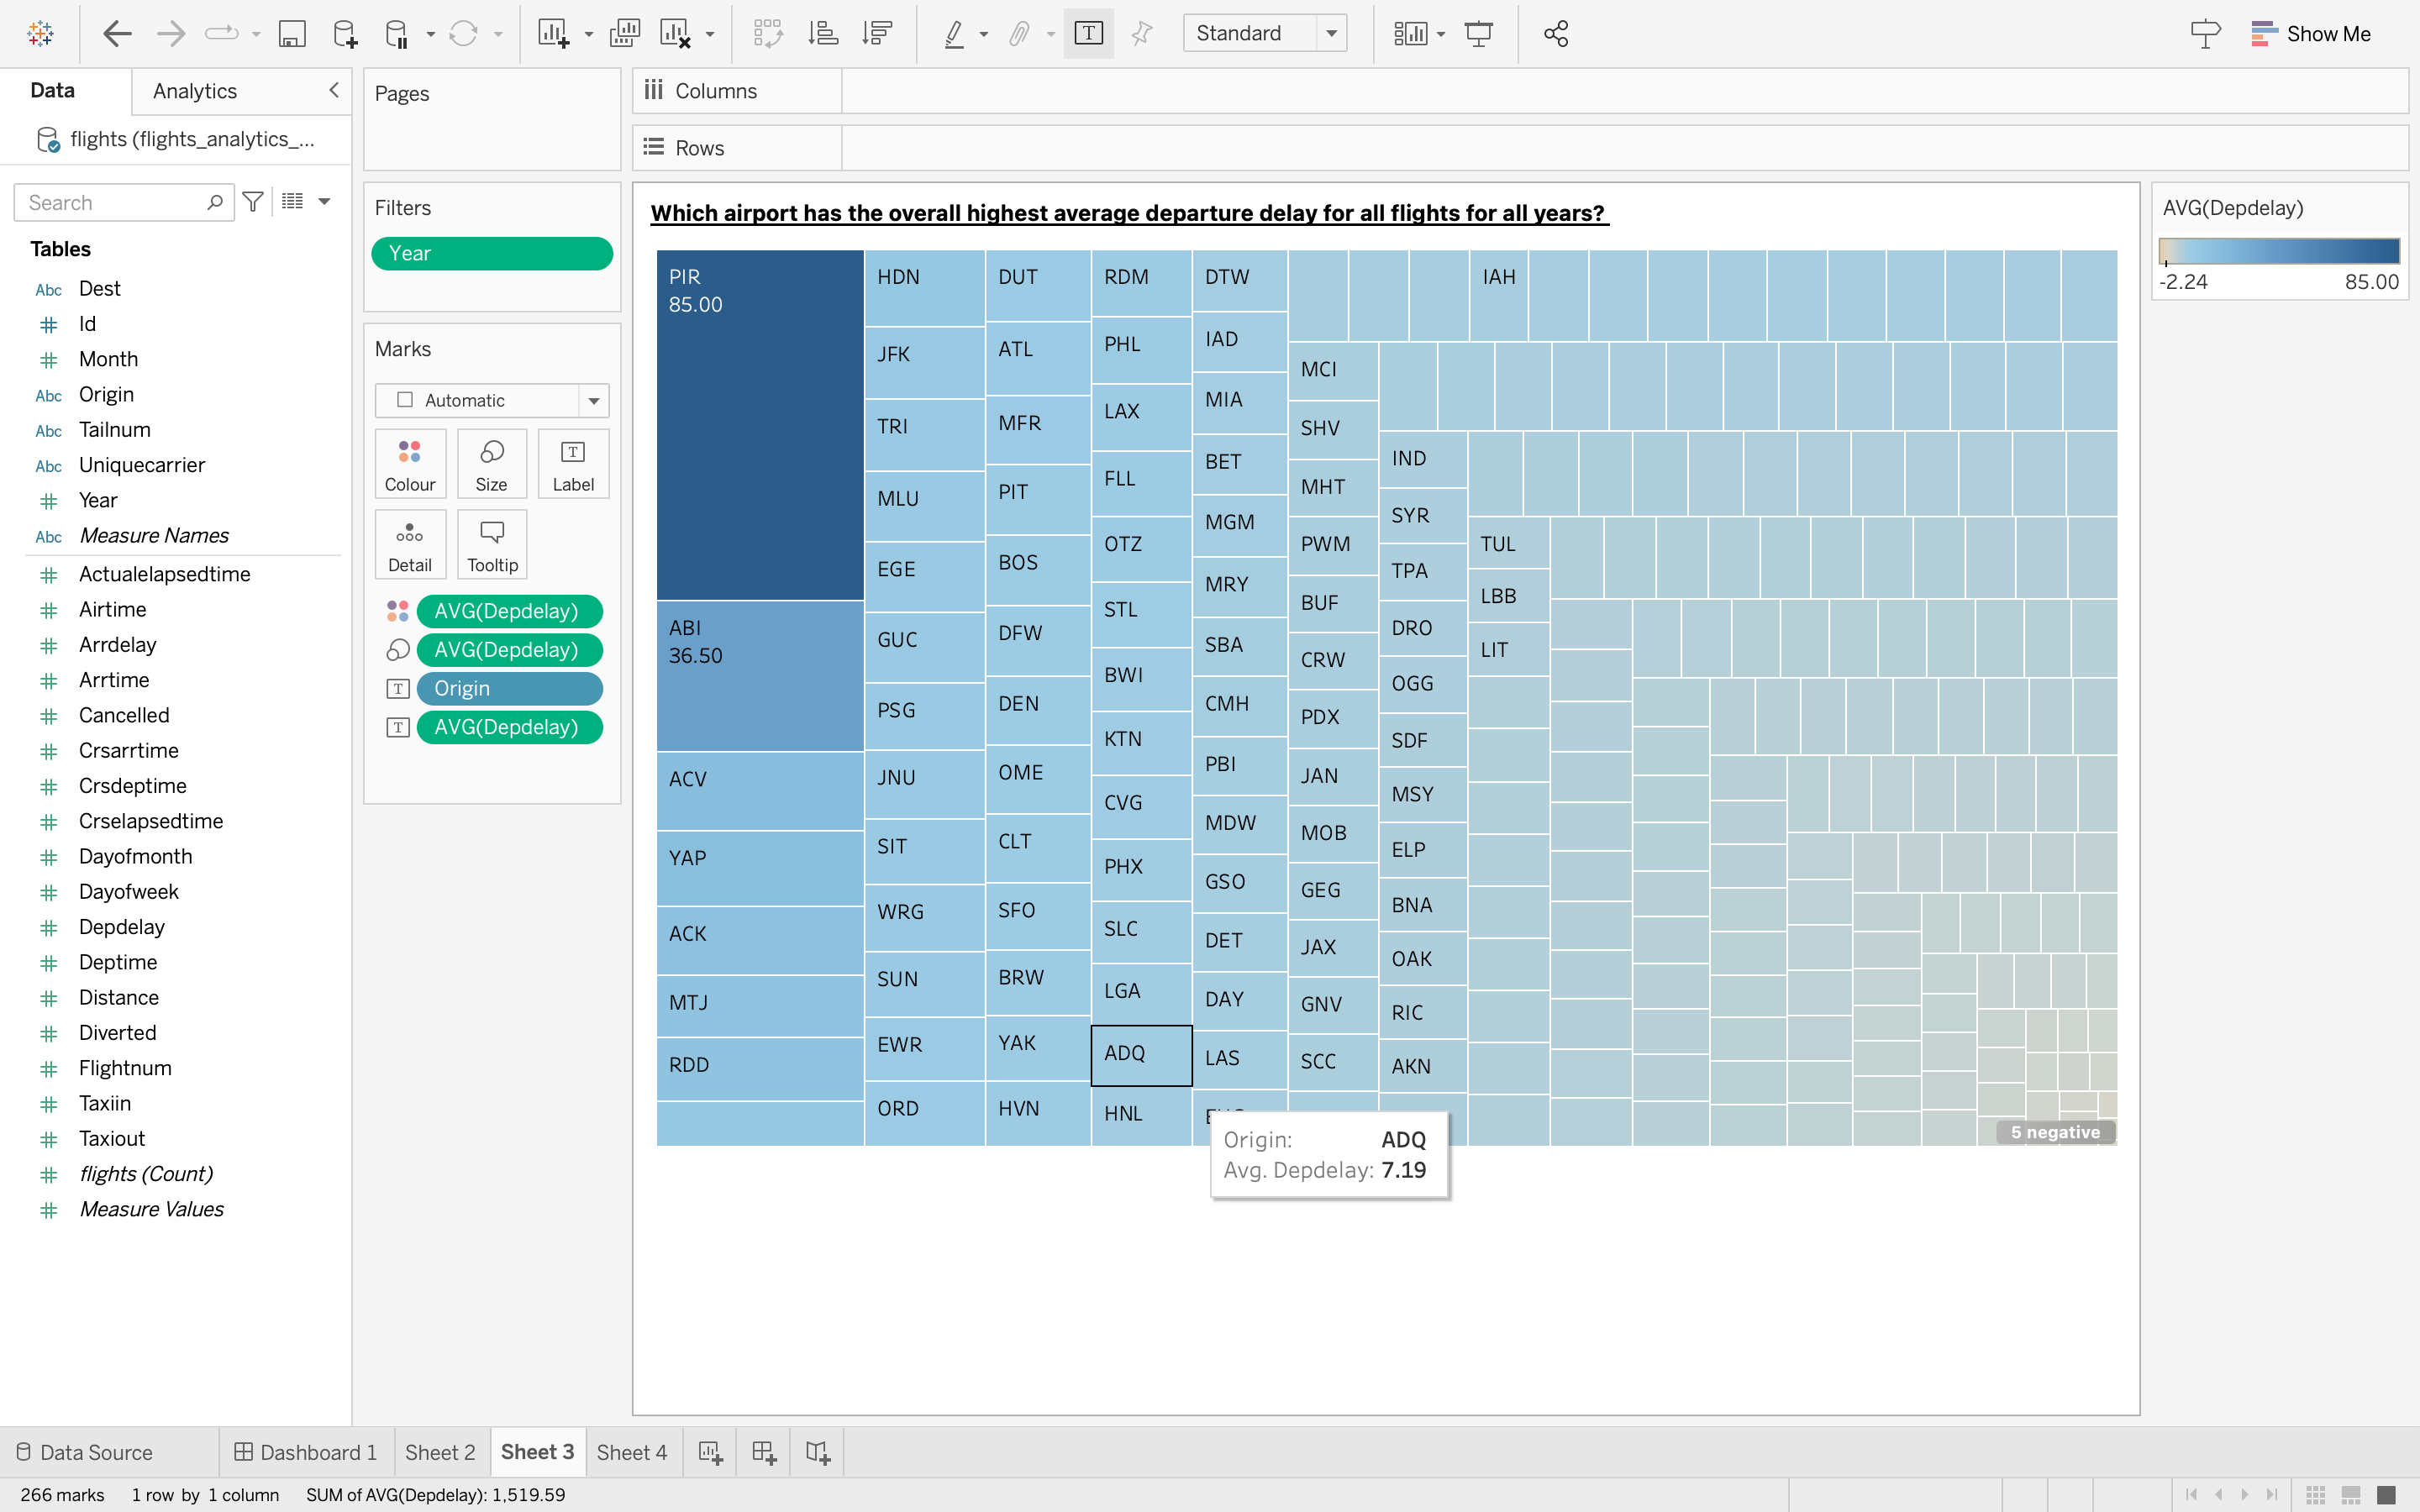 Standard
Show Me
Data
Analytics
flights (flights_analytics_...
Search
Tables
Abc Dest
Id
Month
Abc Origin
Abc Tailnum
Abc Uniquecarrier
Year
Abc Measure Names
Actualelapsedtime
Airtime
Arrdelay
Arrtime
Cancelled
Crsarrtime
Crsdeptime
Crselapsedtime
Dayofmonth
Dayofweek
Depdelay
Deptime
Distance
Diverted
Flightnum
Taxiin
Taxiout
flights (Count)
Measure Values
Pages
Filters
Year
Marks
Automatic
Colour
Size
Label
Detail
Tooltip
AVG(Depdelay)
AVG(Depdelay)
Origin
AVG(Depdelay)
Columns
Rows
Which airport has the overall highest average departure delay for all flights for all years?
PIR
85.00
ABI
36.50
ACV
YAP
ACK
MTJ
RDD
HDN
JFK
TRI
MLU
EGE
GUC
PSG
JNU
SIT
WRG
SUN
EWR
ORD
DUT
ATL
MFR
PIT
BOS
DFW
DEN
OME
CLT
SFO
BRW
YAK
HVN
RDM
PHL
LAX
FLL
OTZ
STL
BWI
KTN
CVG
PHX
SLC
LGA
ADQ
HNL
DTW
IAD
MIA
BET
MGM
MRY
SBA
CMH
PBI
MDW
GSO
DET
DAY
LAS
MCI
SHV
MHT
PWM
BUF
CRW
PDX
JAN
MOB
GEG
JAX
GNV
SCC
IND
SYR
TPA
DRO
OGG
SDF
MSY
ELP
BNA
OAK
RIC
AKN
IAH
TUL
LBB
LIT
5 negative
Origin: ADQ
Avg. Depdelay: 7.19
AVG(Depdelay)
-2.24 85.00
Data Source
Dashboard 1
Sheet 2
Sheet 3
Sheet 4
266 marks 1 row by 1 column SUM of AVG(Depdelay): 1,519.59